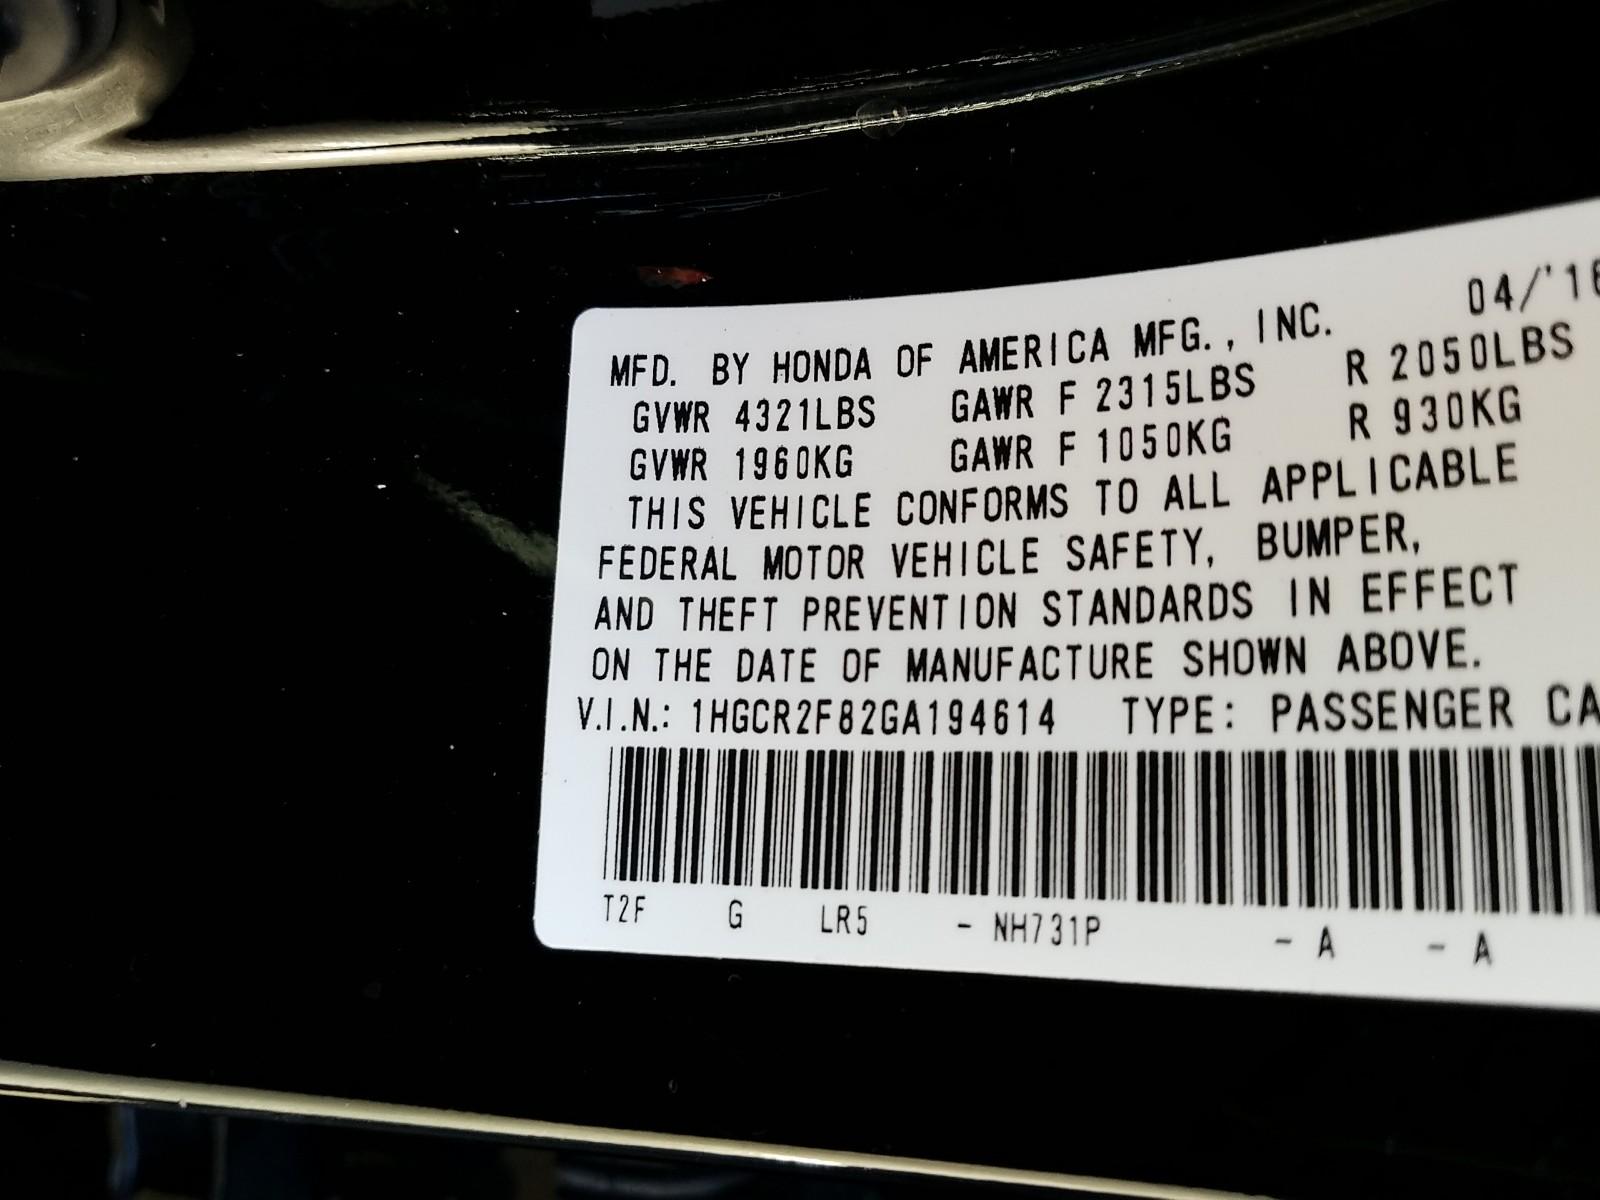 04/'16
MFD. BY HONDA OF AMERICA MFG., INC.
GVWR 4321LBS GAWR F 2315LBS R 2050LBS
GVWR 1960KG GAWR F 1050KG R 930KG
THIS VEHICLE CONFORMS TO ALL APPLICABLE
FEDERAL MOTOR VEHICLE SAFETY, BUMPER,
AND THEFT PREVENTION STANDARDS IN EFFECT
ON THE DATE OF MANUFACTURE SHOWN ABOVE.
V.I.N.: 1HGCR2F82GA194614 TYPE: PASSENGER CA
T2F G LR5 - NH731P - A - A